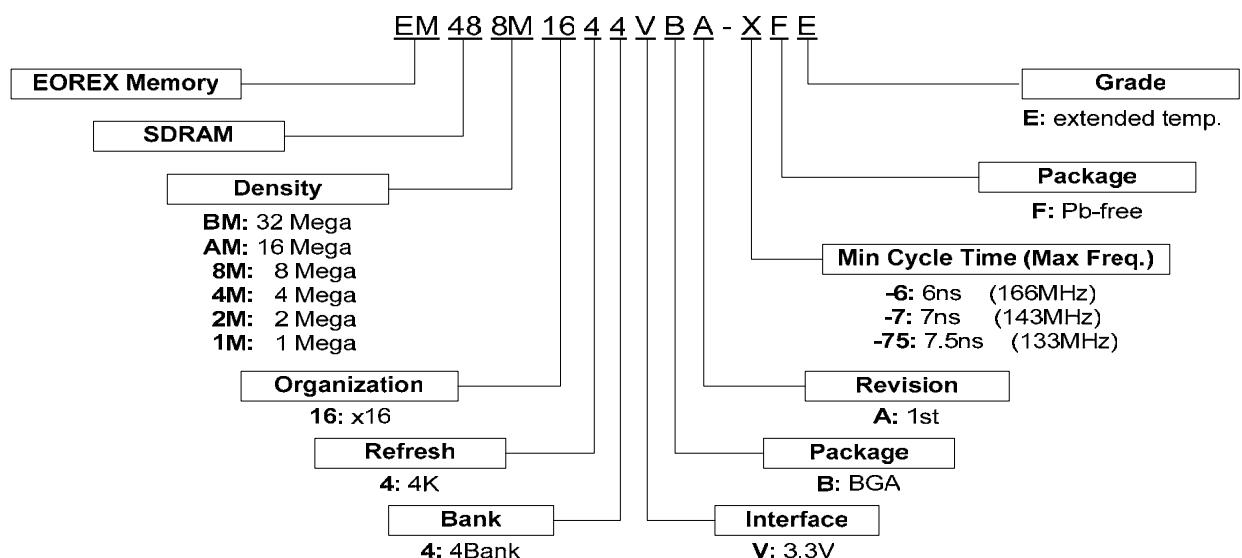 EM 48 8M 16 4 4 V B A - X F E
EOREX Memory
SDRAM
Density
BM: 32 Mega
AM: 16 Mega
8M: 8 Mega
4M: 4 Mega
2M: 2 Mega
1M: 1 Mega
Organization
16: x16
Refresh
4: 4K
Bank
4: 4Bank
Grade
E: extended temp.
Package
F: Pb-free
Min Cycle Time (Max Freq.)
-6: 6ns (166MHz)
-7: 7ns (143MHz)
-75: 7.5ns (133MHz)
Revision
A: 1st
Package
B: BGA
Interface
V: 3.3V